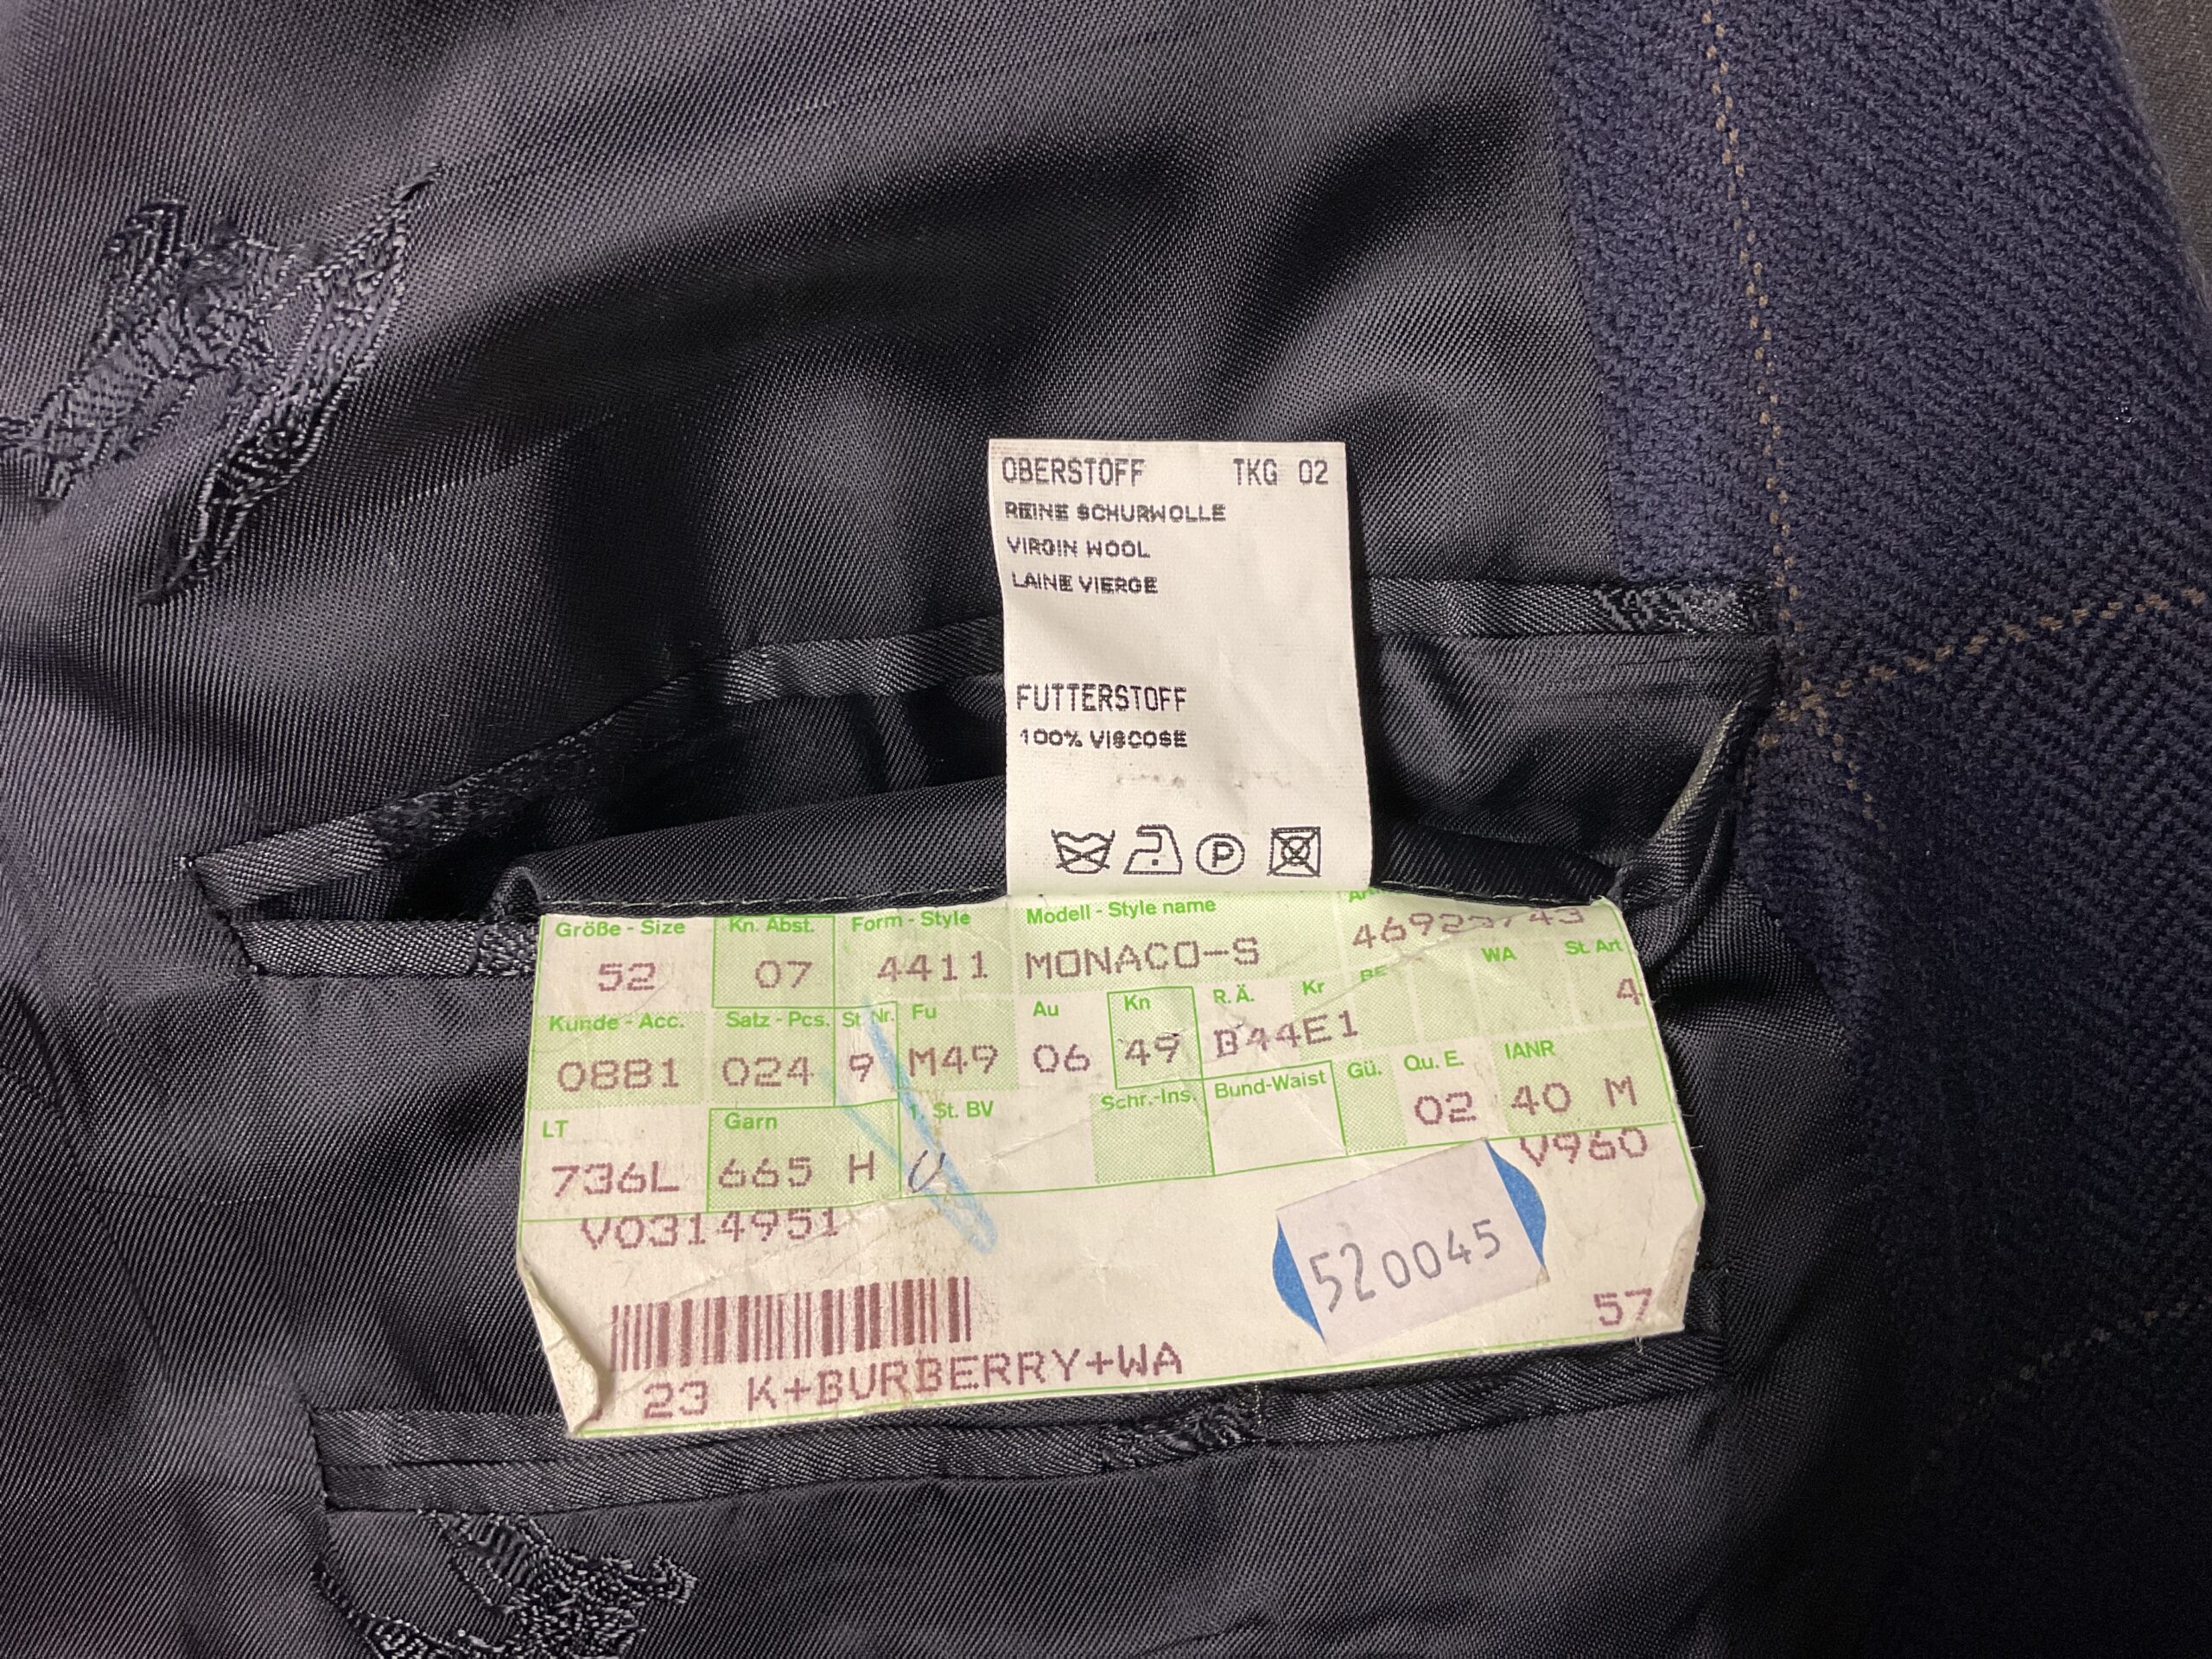 OBERSTOFF TKG 02
REINE SCHURWOLLE
VIRGIN WOOL
LAINE VIERGE
FUTTERSTOFF
100% VISCOSE
P
Größe - Size Kn. Abst. Form - Style Modell - Style name
52 07 4411 MONACO-S
WA St. Art
4
Kunde - Acc. Satz - Pcs. St. Nr. Fu Au Kn R.Ä. Kr BE
0881 024 9 M49 06 49 B44E1
LT Garn 1. St. BV Schr.-Ins. Bund-Waist Gü. Qu. E. IANR
736L 665 H U 02 40 M
V0314951 V960
520045
57
23 K+BURBERRY+WA